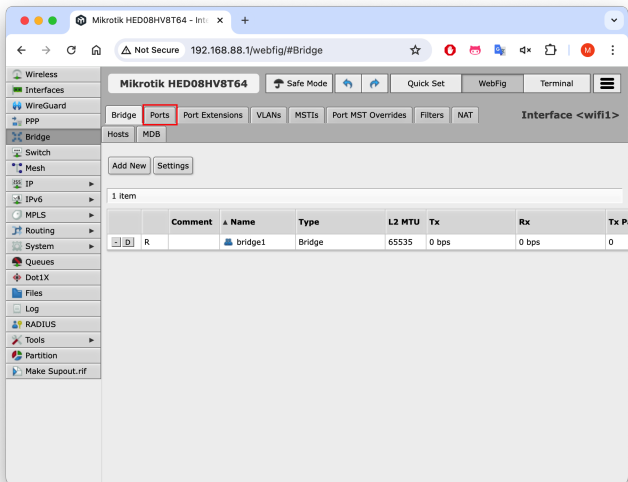 Mikrotik HED08HV8T64 - Inte
Not Secure 192.168.88.1/webfig/#Bridge
M
Wireless
Interfaces
WireGuard
PPP
Bridge
Switch
Mesh
IP
IPv6
MPLS
Routing
System
Queues
Dot1X
Files
Log
RADIUS
Tools
Partition
Make Supout.rif
Mikrotik HED08HV8T64 Safe Mode Quick Set WebFig Terminal
Bridge Ports Port Extensions VLANs MSTIs Port MST Overrides Filters NAT Interface <wifi1>
Hosts MDB
Add New Settings
1 item
Comment ▲ Name Type L2 MTU Tx Rx Tx P
- D R bridge1 Bridge 65535 0 bps 0 bps 0